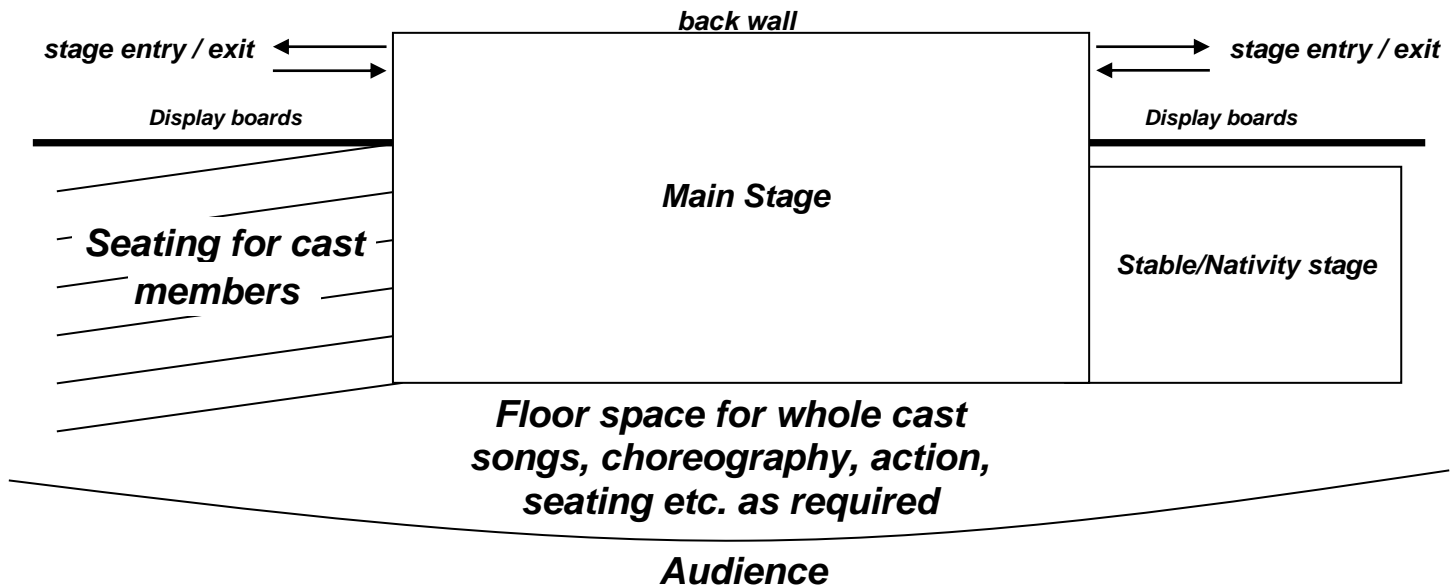 back wall
stage entry / exit
stage entry / exit
Display boards
Display boards
Main Stage
Seating for cast
members
Stable/Nativity stage
Floor space for whole cast
songs, choreography, action,
seating etc. as required
Audience